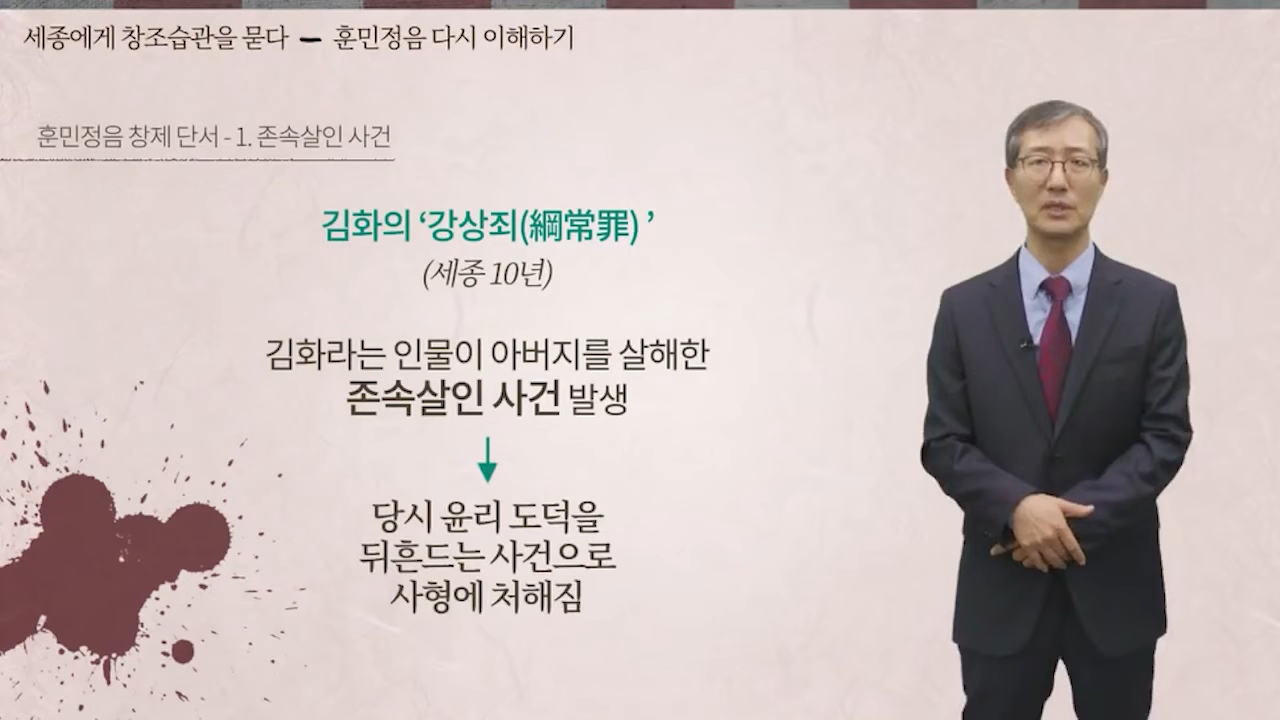 세종에게 창조습관을 묻다 – 훈민정음 다시 이해하기
훈민정음 창제 단서 - 1. 존속살인 사건
김화의 ‘강상죄(綱常罪) ’
(세종 10년)
김화라는 인물이 아버지를 살해한
존속살인 사건 발생
당시 윤리 도덕을
뒤흔드는 사건으로
사형에 처해짐